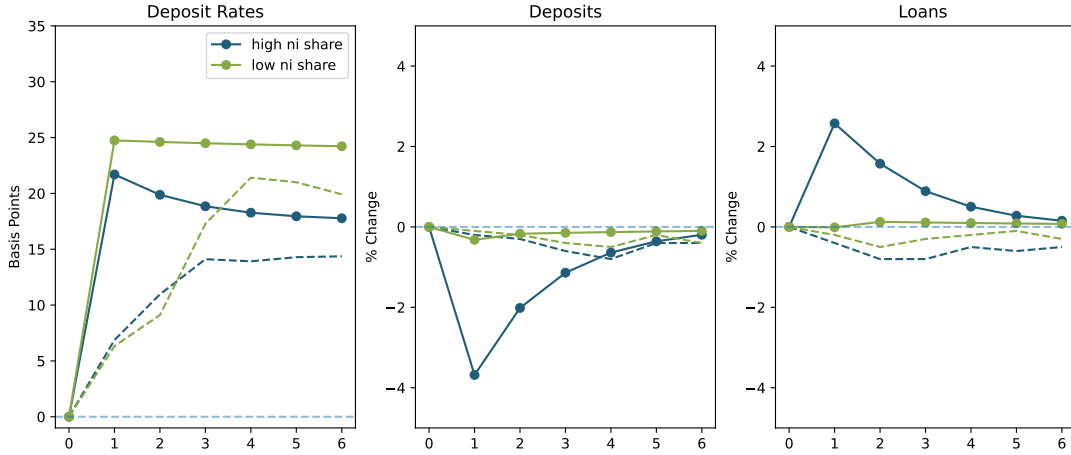 Deposit Rates
Basis Points
35
30
25
20
15
10
5
0
0 1 2 3 4 5 6
high ni share
low ni share
Deposits
% Change
4
2
0
−2
−4
0 1 2 3 4 5 6
Loans
% Change
4
2
0
−2
−4
0 1 2 3 4 5 6